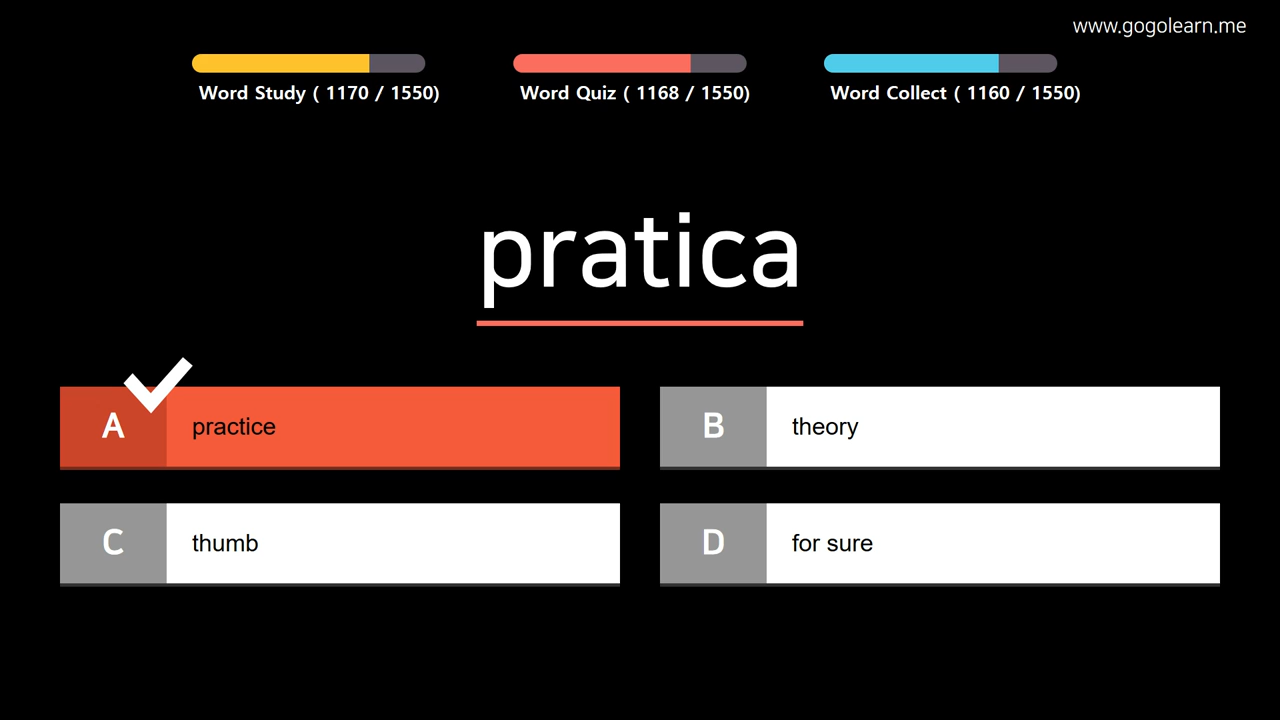 www.gogolearn.me
Word Study ( 1170 / 1550)
Word Quiz ( 1168 / 1550)
Word Collect ( 1160 / 1550)
pratica
A practice
B theory
C thumb
D for sure